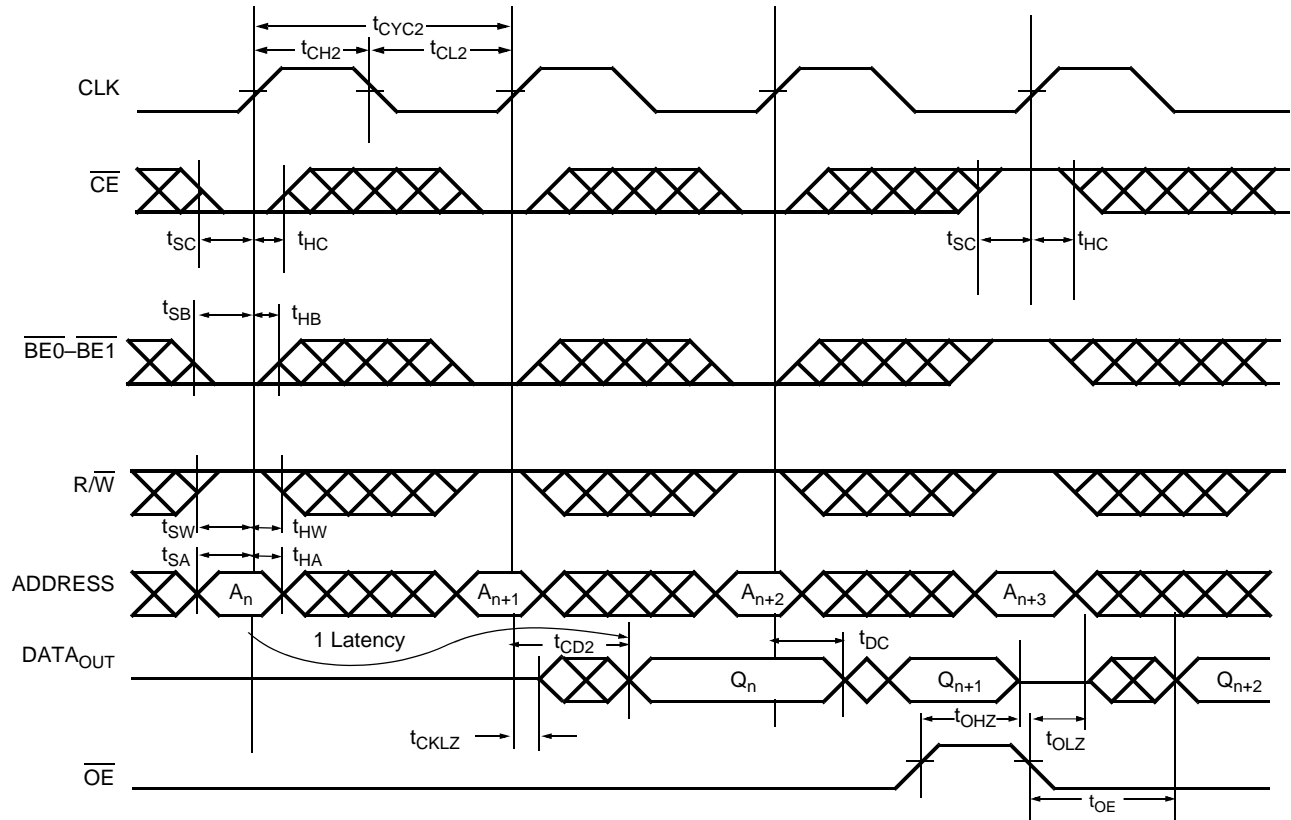 tCYC2
tCH2 tCL2
CLK
CE
tSC tHC tSC tHC
tSB tHB
BE0–BE1
R/W
tSW tHW
tSA tHA
ADDRESS An An+1 An+2 An+3
1 Latency tCD2 tDC
DATAOUT Qn Qn+1 Qn+2
tOHZ tOLZ
tCKLZ
OE
tOE